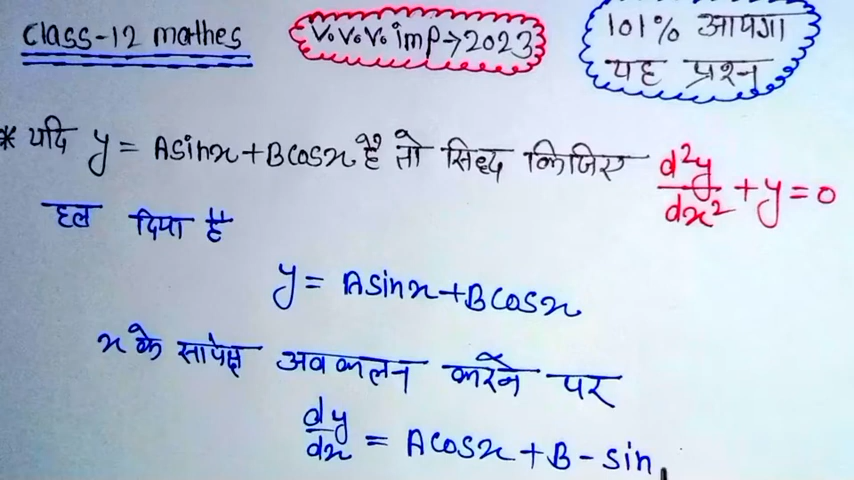 Class-12 mathes
V.V.V.imp→2023
101% आयेगा
यह प्रश्न
* यदि y = Asinx+Bcosx है तो सिद्ध किजिए d²y/dx² + y = 0
हल दिया है
y = Asinx+Bcosx
x के सापेक्ष अवकलन करने पर
dy/dx = Acosx + B - sin